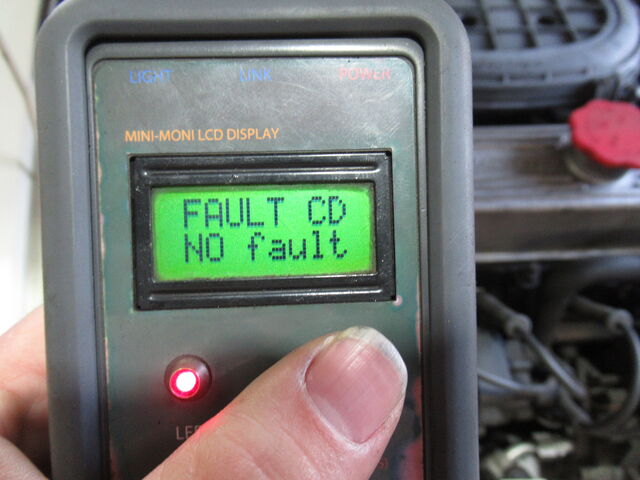 LIGHT LINK POWER
MINI-MONI LCD DISPLAY
FAULT CD
NO fault